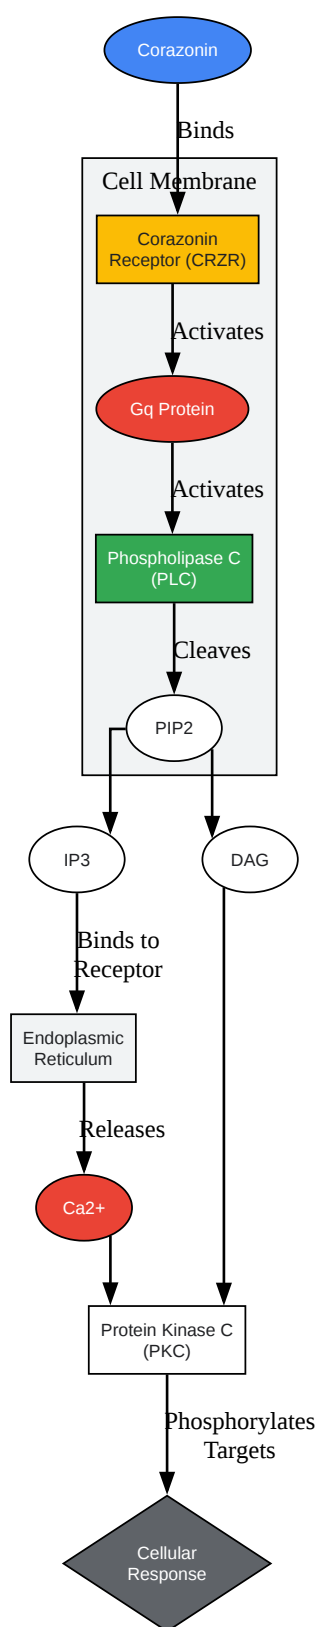 Corazonin
Binds
Cell Membrane
Corazonin
Receptor (CRZR)
Activates
Gq Protein
Activates
Phospholipase C
(PLC)
Cleaves
PIP2
IP3
DAG
Binds to
Receptor
Endoplasmic
Reticulum
Releases
Ca2+
Protein Kinase C
(PKC)
Phosphorylates
Targets
Cellular
Response